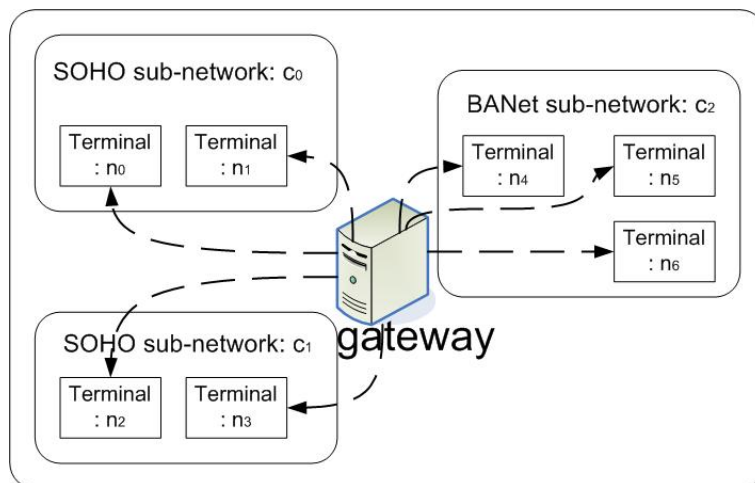 SOHO sub-network: c₀
Terminal
: n₀
Terminal
: n₁
BANet sub-network: c₂
Terminal
: n₄
Terminal
: n₅
Terminal
: n₆
gateway
SOHO sub-network: c₁
Terminal
: n₂
Terminal
: n₃